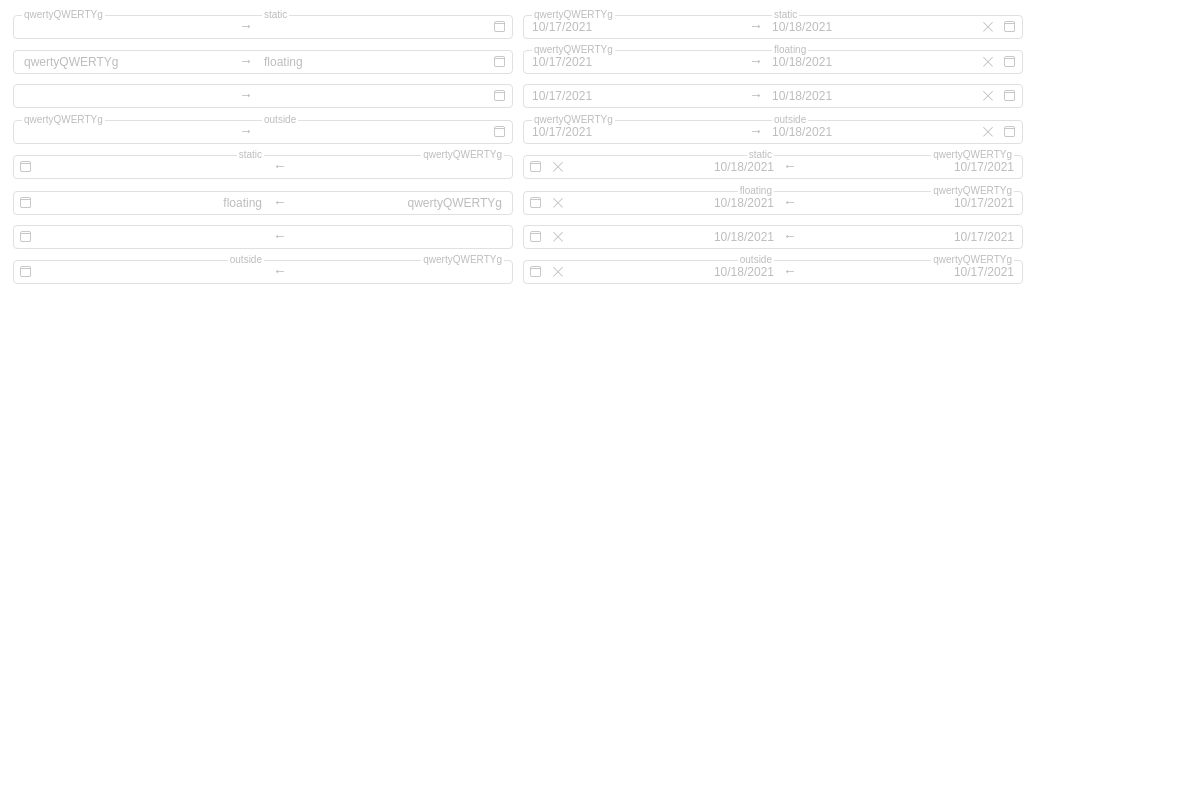 qwertyQWERTYg static qwertyQWERTYg static
→ 10/17/2021 → 10/18/2021
qwertyQWERTYg floating
qwertyQWERTYg → floating 10/17/2021 → 10/18/2021
→ 10/17/2021 → 10/18/2021
qwertyQWERTYg outside qwertyQWERTYg outside
→ 10/17/2021 → 10/18/2021
static qwertyQWERTYg static qwertyQWERTYg
← 10/18/2021 ← 10/17/2021
floating qwertyQWERTYg
floating ← qwertyQWERTYg 10/18/2021 ← 10/17/2021
← 10/18/2021 ← 10/17/2021
outside qwertyQWERTYg outside qwertyQWERTYg
← 10/18/2021 ← 10/17/2021